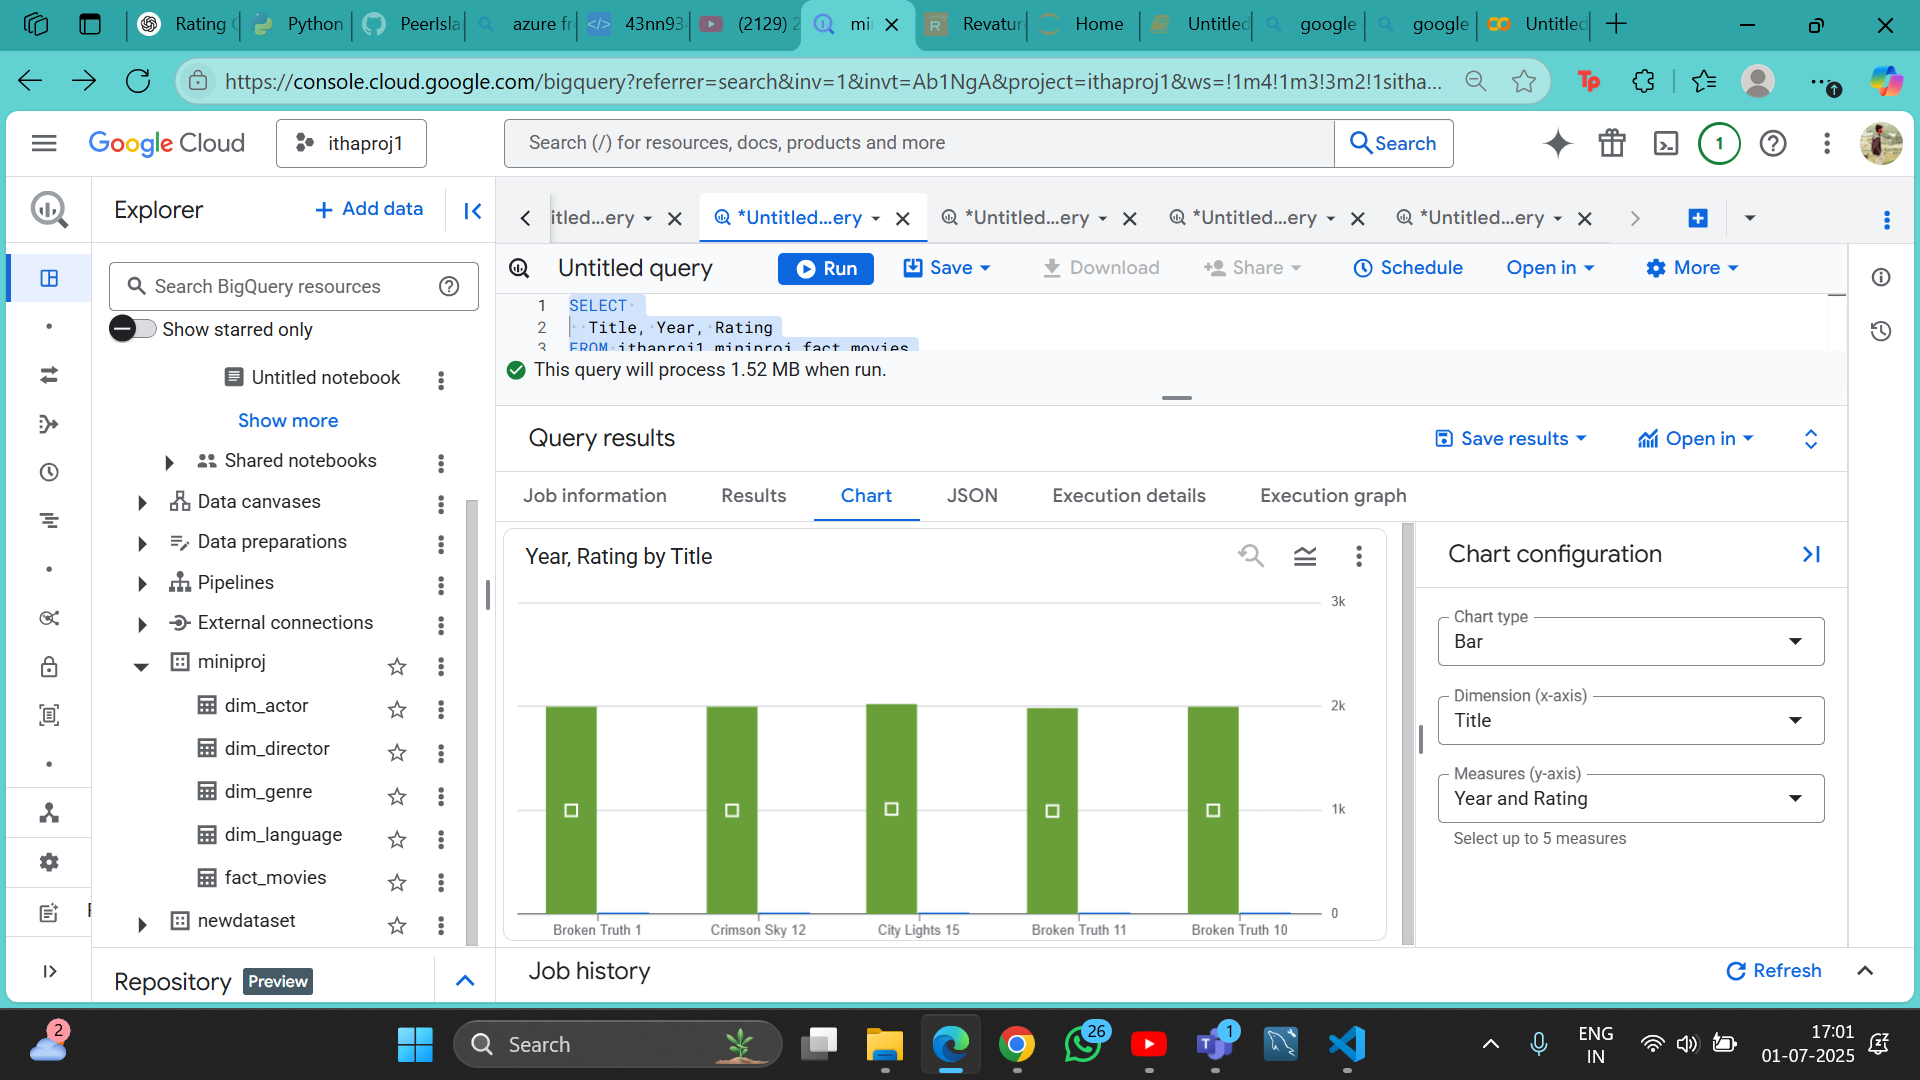 Rating (
Python
PeerIsla
azure fr
43nn934
(2129) 2
mi
Revatur
Home
Untitled
google
google
Untitled
https://console.cloud.google.com/bigquery?referrer=search&inv=1&invt=Ab1NgA&project=ithaproj1&ws=!1m4!1m3!3m2!1sitha...
Google Cloud
ithaproj1
Search (/) for resources, docs, products and more
Search
1
Explorer
+ Add data
itled...ery
*Untitled...ery
*Untitled...ery
*Untitled...ery
*Untitled...ery
Search BigQuery resources
Show starred only
Untitled query
Run
Save
Download
Share
Schedule
Open in
More
1 SELECT
2 Title, Year, Rating
3 FROM ithaproj1.miniproj.fact_movies
This query will process 1.52 MB when run.
Untitled notebook
Show more
Shared notebooks
Data canvases
Data preparations
Pipelines
External connections
miniproj
dim_actor
dim_director
dim_genre
dim_language
fact_movies
newdataset
Repository Preview
Query results
Save results
Open in
Job information
Results
Chart
JSON
Execution details
Execution graph
Year, Rating by Title
3k
2k
1k
0
Broken Truth 1
Crimson Sky 12
City Lights 15
Broken Truth 11
Broken Truth 10
Chart configuration
Chart type
Bar
Dimension (x-axis)
Title
Measures (y-axis)
Year and Rating
Select up to 5 measures
Job history
Refresh
2
Search
26
1
ENG
IN
17:01
01-07-2025